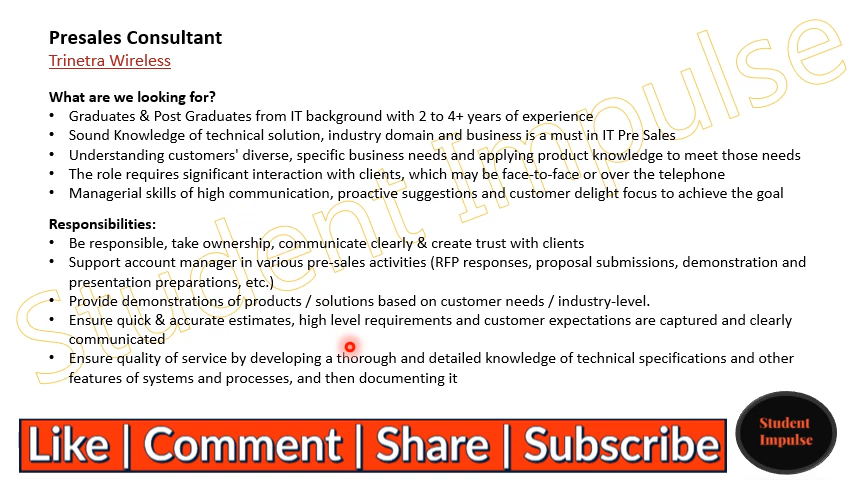 Presales Consultant
Trinetra Wireless
What are we looking for?
• Graduates & Post Graduates from IT background with 2 to 4+ years of experience
• Sound Knowledge of technical solution, industry domain and business is a must in IT Pre Sales
• Understanding customers' diverse, specific business needs and applying product knowledge to meet those needs
• The role requires significant interaction with clients, which may be face-to-face or over the telephone
• Managerial skills of high communication, proactive suggestions and customer delight focus to achieve the goal
Responsibilities:
• Be responsible, take ownership, communicate clearly & create trust with clients
• Support account manager in various pre-sales activities (RFP responses, proposal submissions, demonstration and
presentation preparations, etc.)
• Provide demonstrations of products / solutions based on customer needs / industry-level.
• Ensure quick & accurate estimates, high level requirements and customer expectations are captured and clearly
communicated
• Ensure quality of service by developing a thorough and detailed knowledge of technical specifications and other
features of systems and processes, and then documenting it
Student Impulse
Like | Comment | Share | Subscribe
Student
Impulse